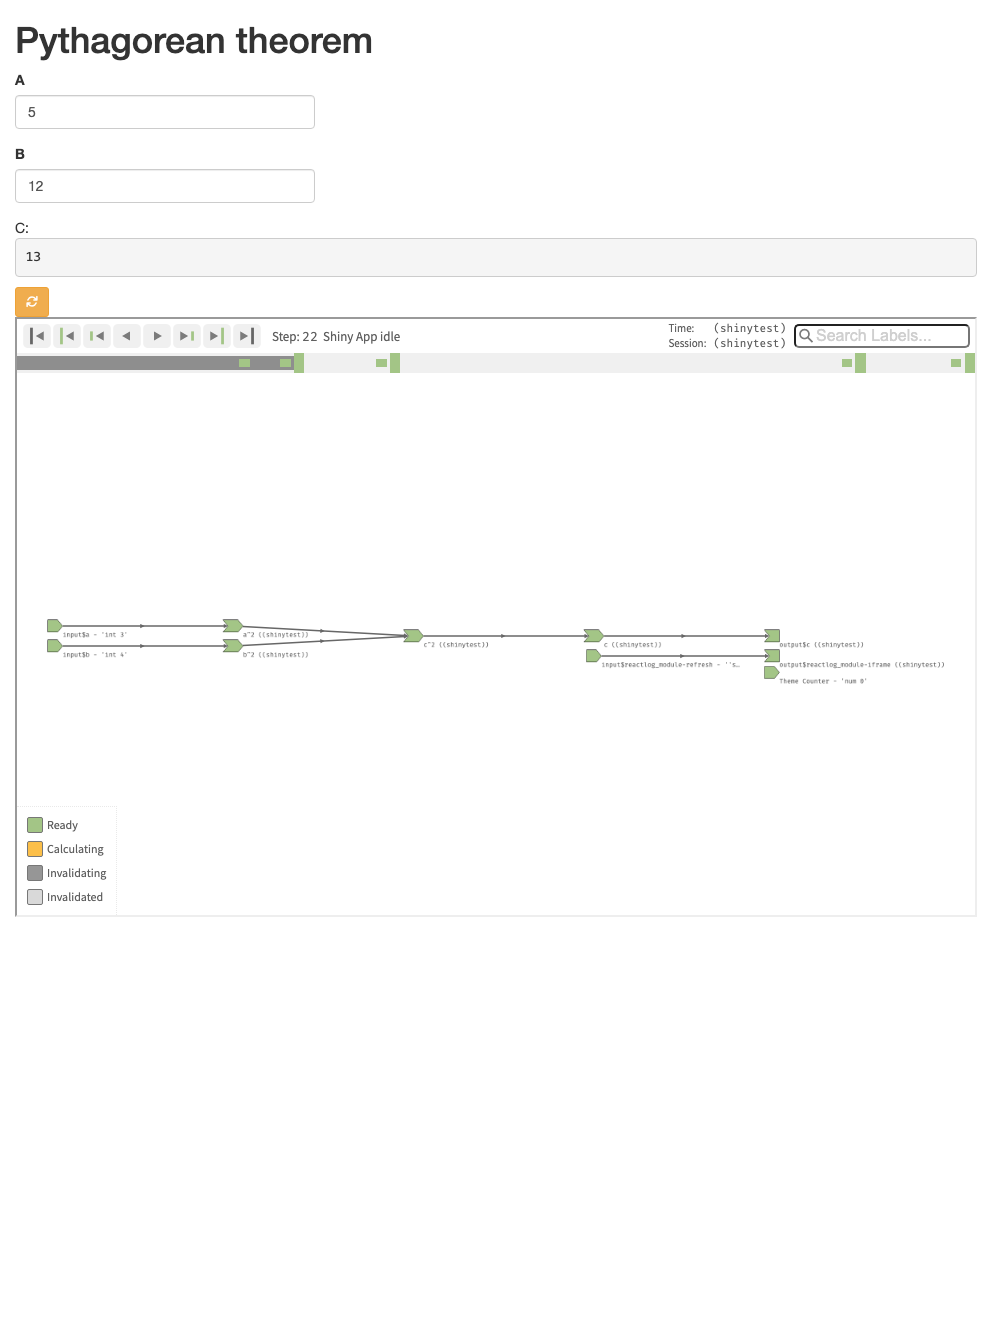 Pythagorean theorem
A
5
B
12
C:
13
Step: 22 Shiny App idle
Time: (shinytest)
Session: (shinytest)
Search Labels...
input$a - 'int 3'
a^2 ((shinytest))
input$b - 'int 4'
b^2 ((shinytest))
c^2 ((shinytest))
c ((shinytest))
output$c ((shinytest))
input$reactlog_module-refresh - ''s…
output$reactlog_module-iframe ((shinytest))
Theme Counter - 'num 0'
Ready
Calculating
Invalidating
Invalidated